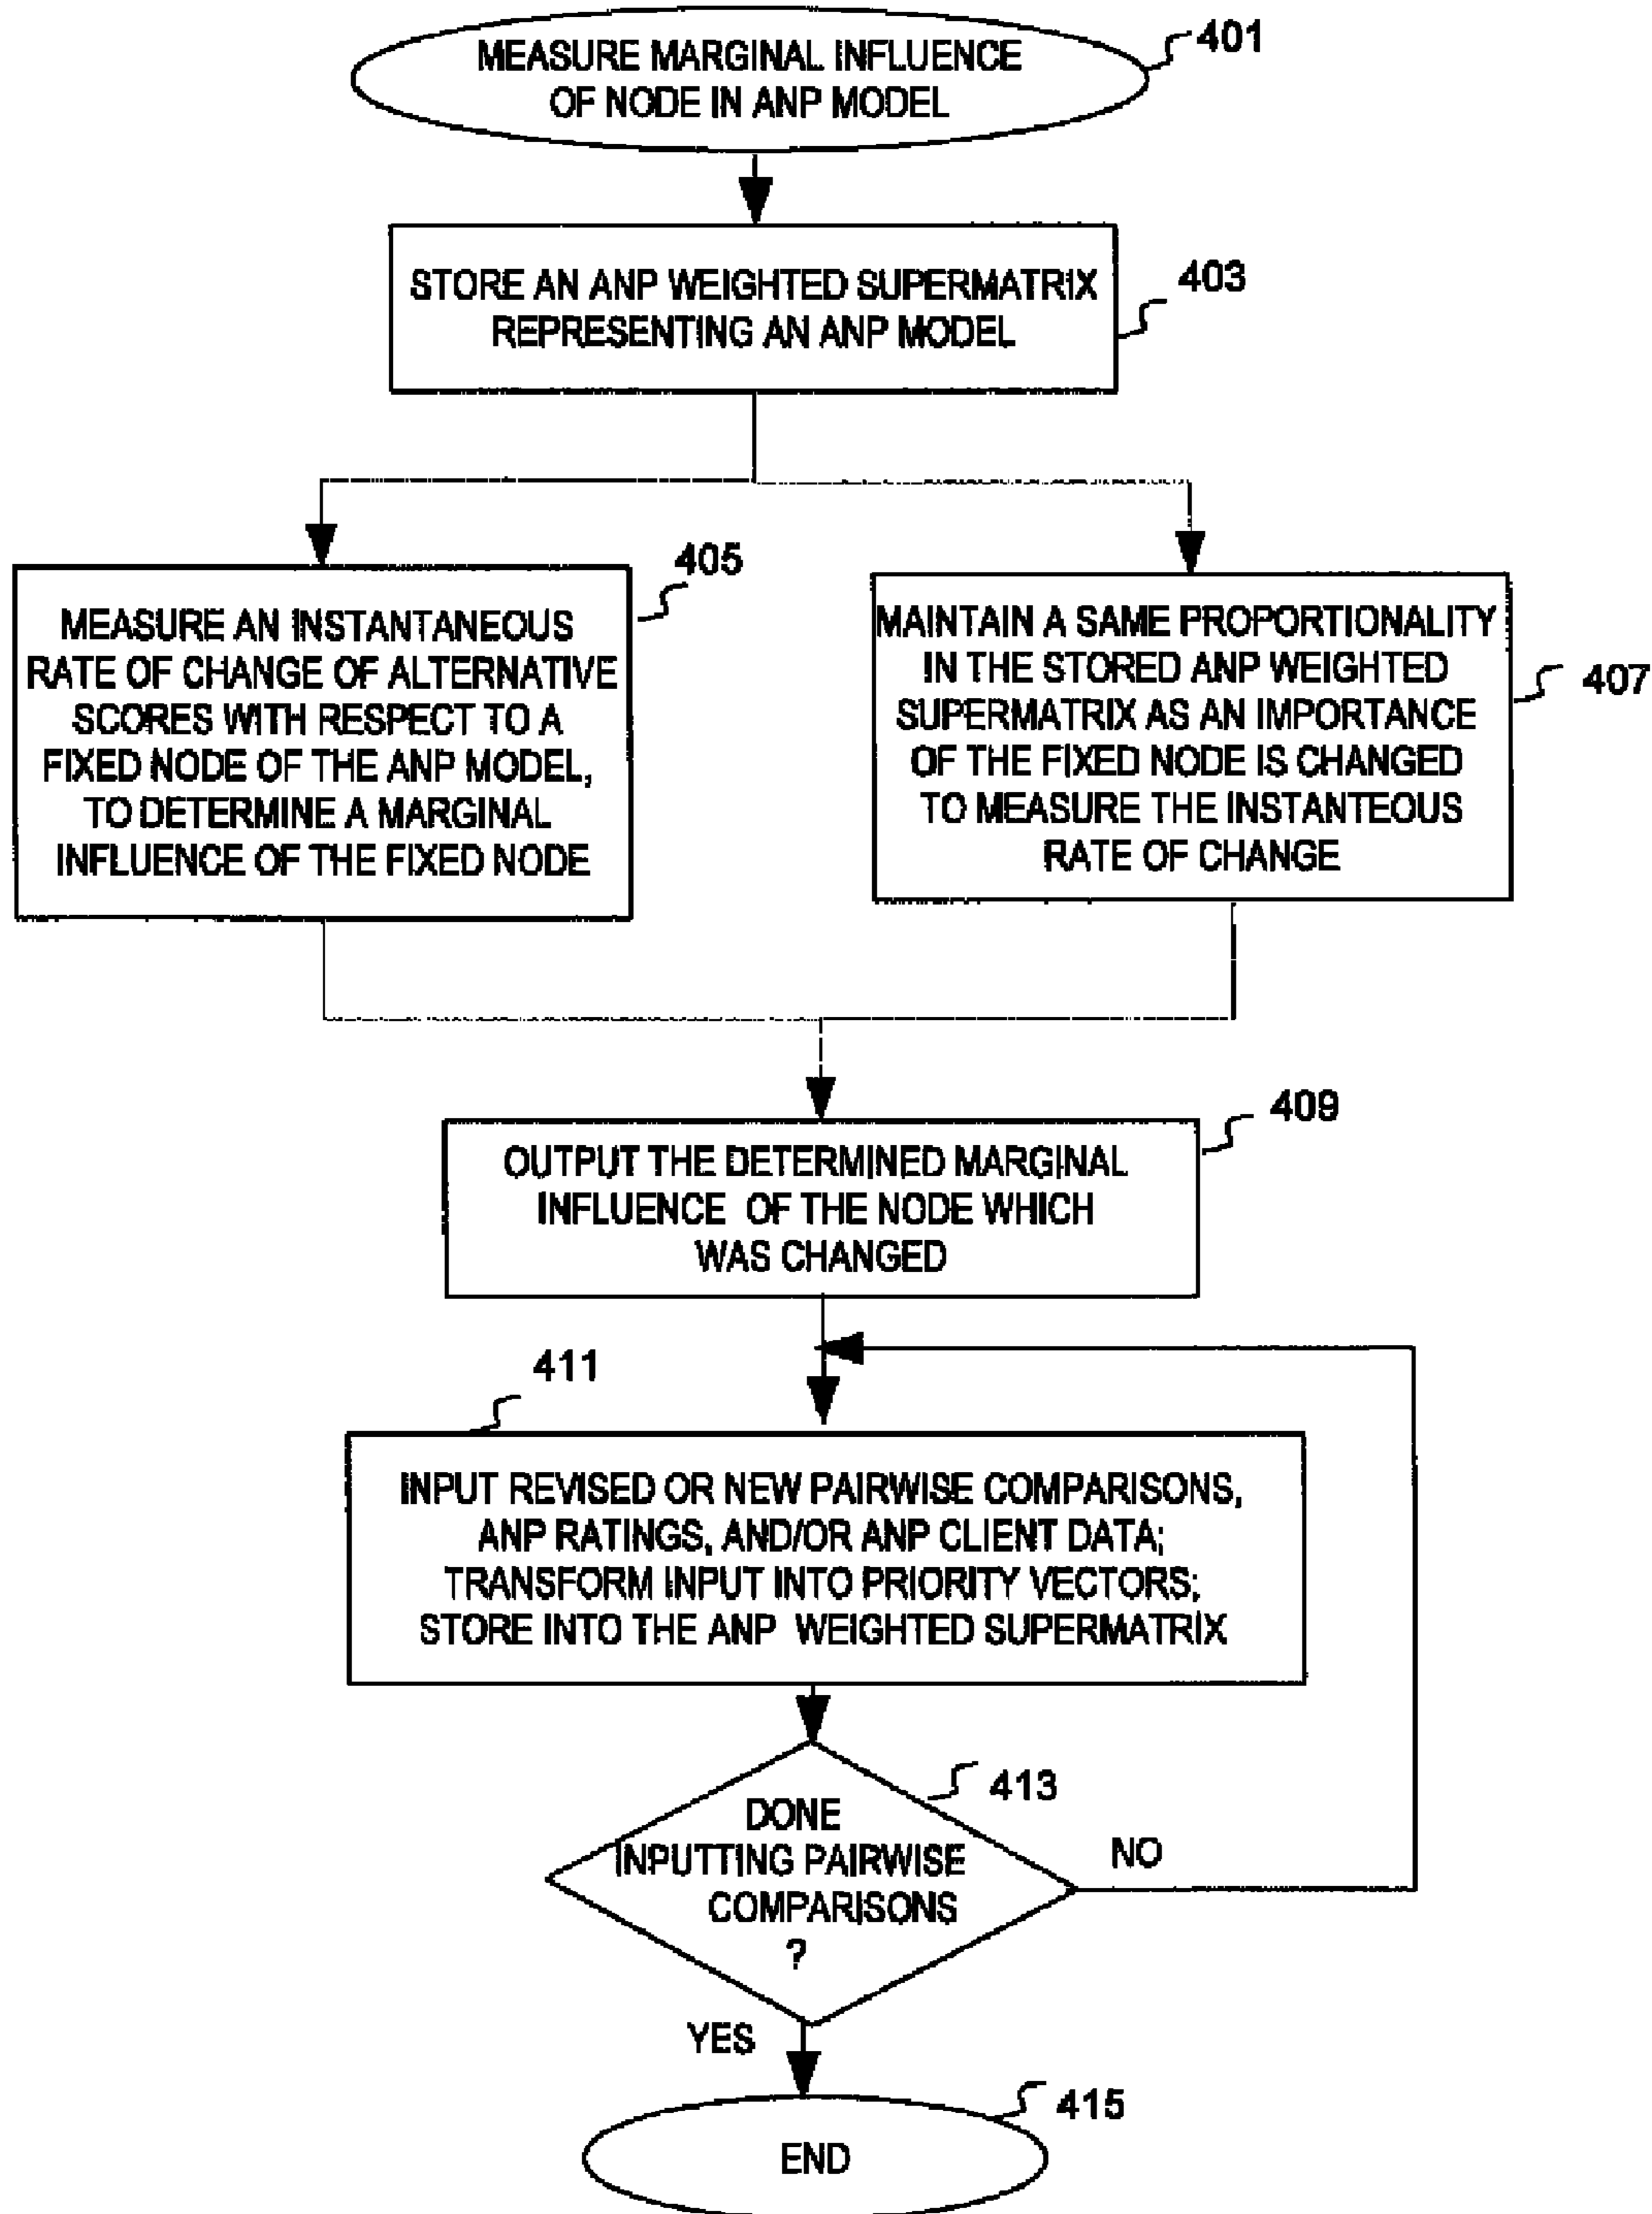 MEASURE MARGINAL INFLUENCE
OF NODE IN ANP MODEL
401
STORE AN ANP WEIGHTED SUPERMATRIX
REPRESENTING AN ANP MODEL
403
405
MEASURE AN INSTANTANEOUS
RATE OF CHANGE OF ALTERNATIVE
SCORES WITH RESPECT TO A
FIXED NODE OF THE ANP MODEL,
TO DETERMINE A MARGINAL
INFLUENCE OF THE FIXED NODE
MAINTAIN A SAME PROPORTIONALITY
IN THE STORED ANP WEIGHTED
SUPERMATRIX AS AN IMPORTANCE
OF THE FIXED NODE IS CHANGED
TO MEASURE THE INSTANTEOUS
RATE OF CHANGE
407
409
OUTPUT THE DETERMINED MARGINAL
INFLUENCE OF THE NODE WHICH
WAS CHANGED
411
INPUT REVISED OR NEW PAIRWISE COMPARISONS,
ANP RATINGS, AND/OR ANP CLIENT DATA;
TRANSFORM INPUT INTO PRIORITY VECTORS;
STORE INTO THE ANP WEIGHTED SUPERMATRIX
413
DONE
INPUTTING PAIRWISE
COMPARISONS
?
NO
YES
415
END